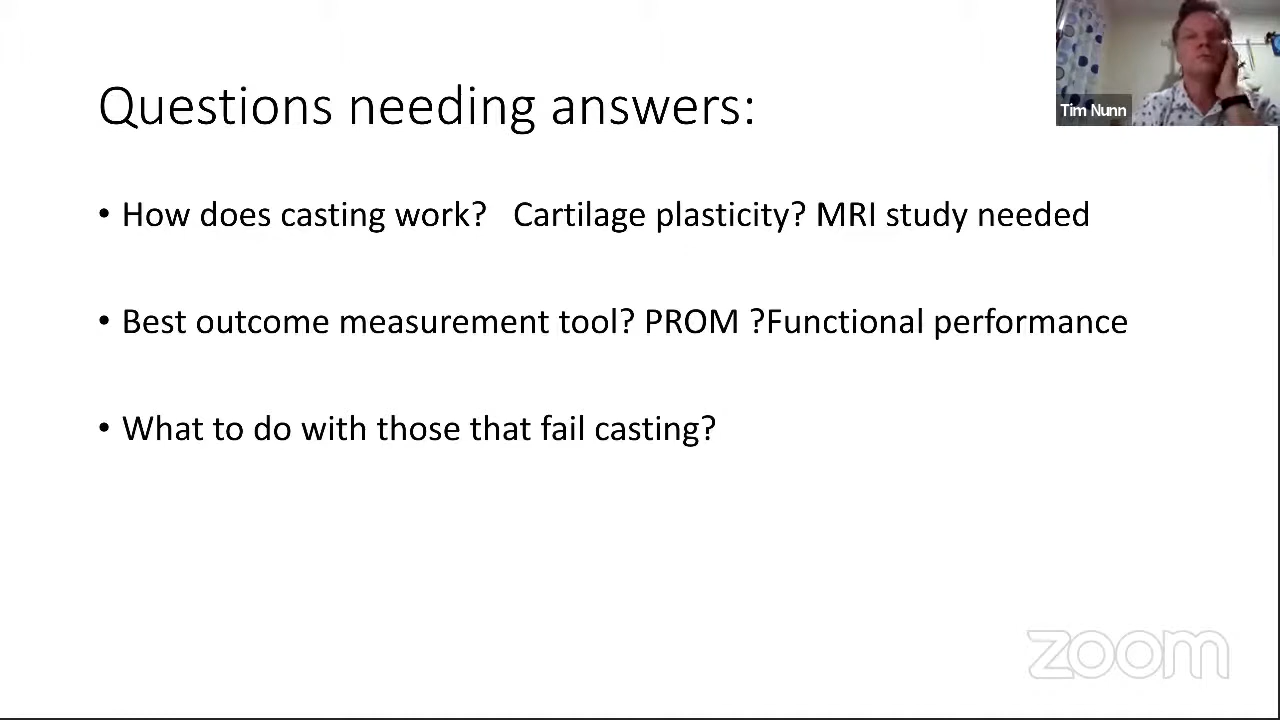 Tim Nunn
Questions needing answers:
• How does casting work? Cartilage plasticity? MRI study needed
• Best outcome measurement tool? PROM ?Functional performance
• What to do with those that fail casting?
zoom